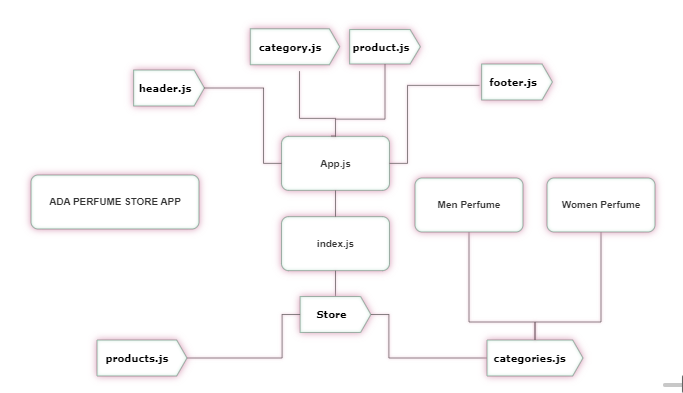 category.js
product.js
header.js
footer.js
App.js
ADA PERFUME STORE APP
Men Perfume
Women Perfume
index.js
Store
products.js
categories.js